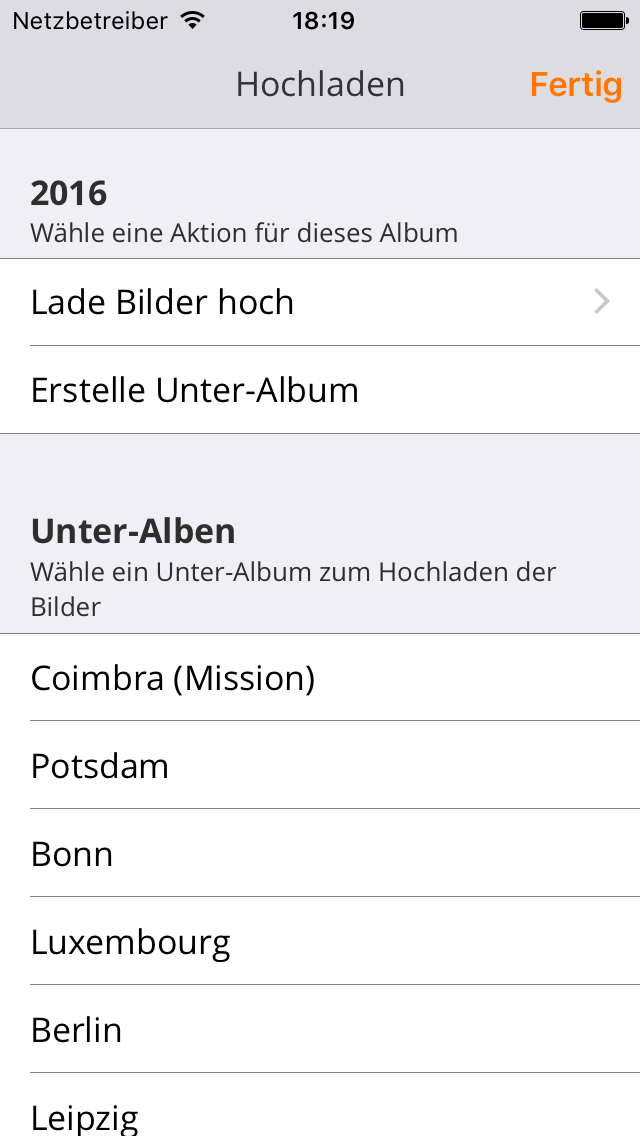 Netzbetreiber 18:19
Hochladen Fertig
2016
Wähle eine Aktion für dieses Album
Lade Bilder hoch
Erstelle Unter-Album
Unter-Alben
Wähle ein Unter-Album zum Hochladen der
Bilder
Coimbra (Mission)
Potsdam
Bonn
Luxembourg
Berlin
Leipzig